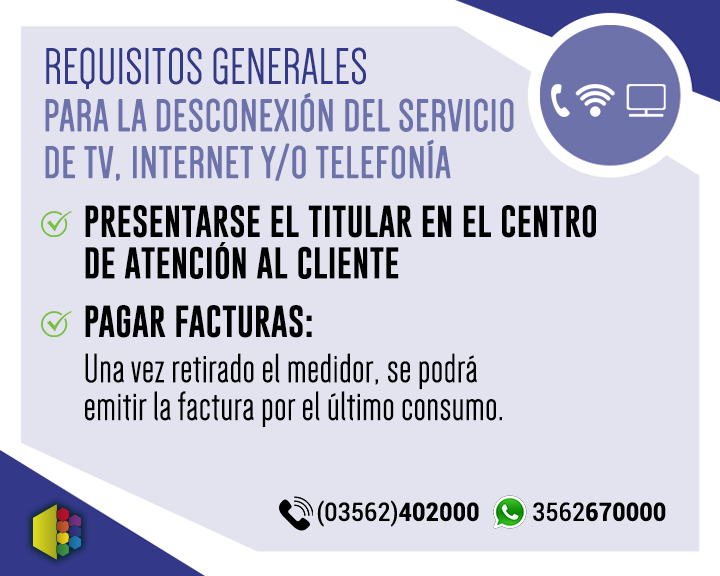 REQUISITOS GENERALES
PARA LA DESCONEXIÓN DEL SERVICIO
DE TV, INTERNET Y/O TELEFONÍA
PRESENTARSE EL TITULAR EN EL CENTRO
DE ATENCIÓN AL CLIENTE
PAGAR FACTURAS:
Una vez retirado el medidor, se podrá
emitir la factura por el último consumo.
(03562)402000 3562670000